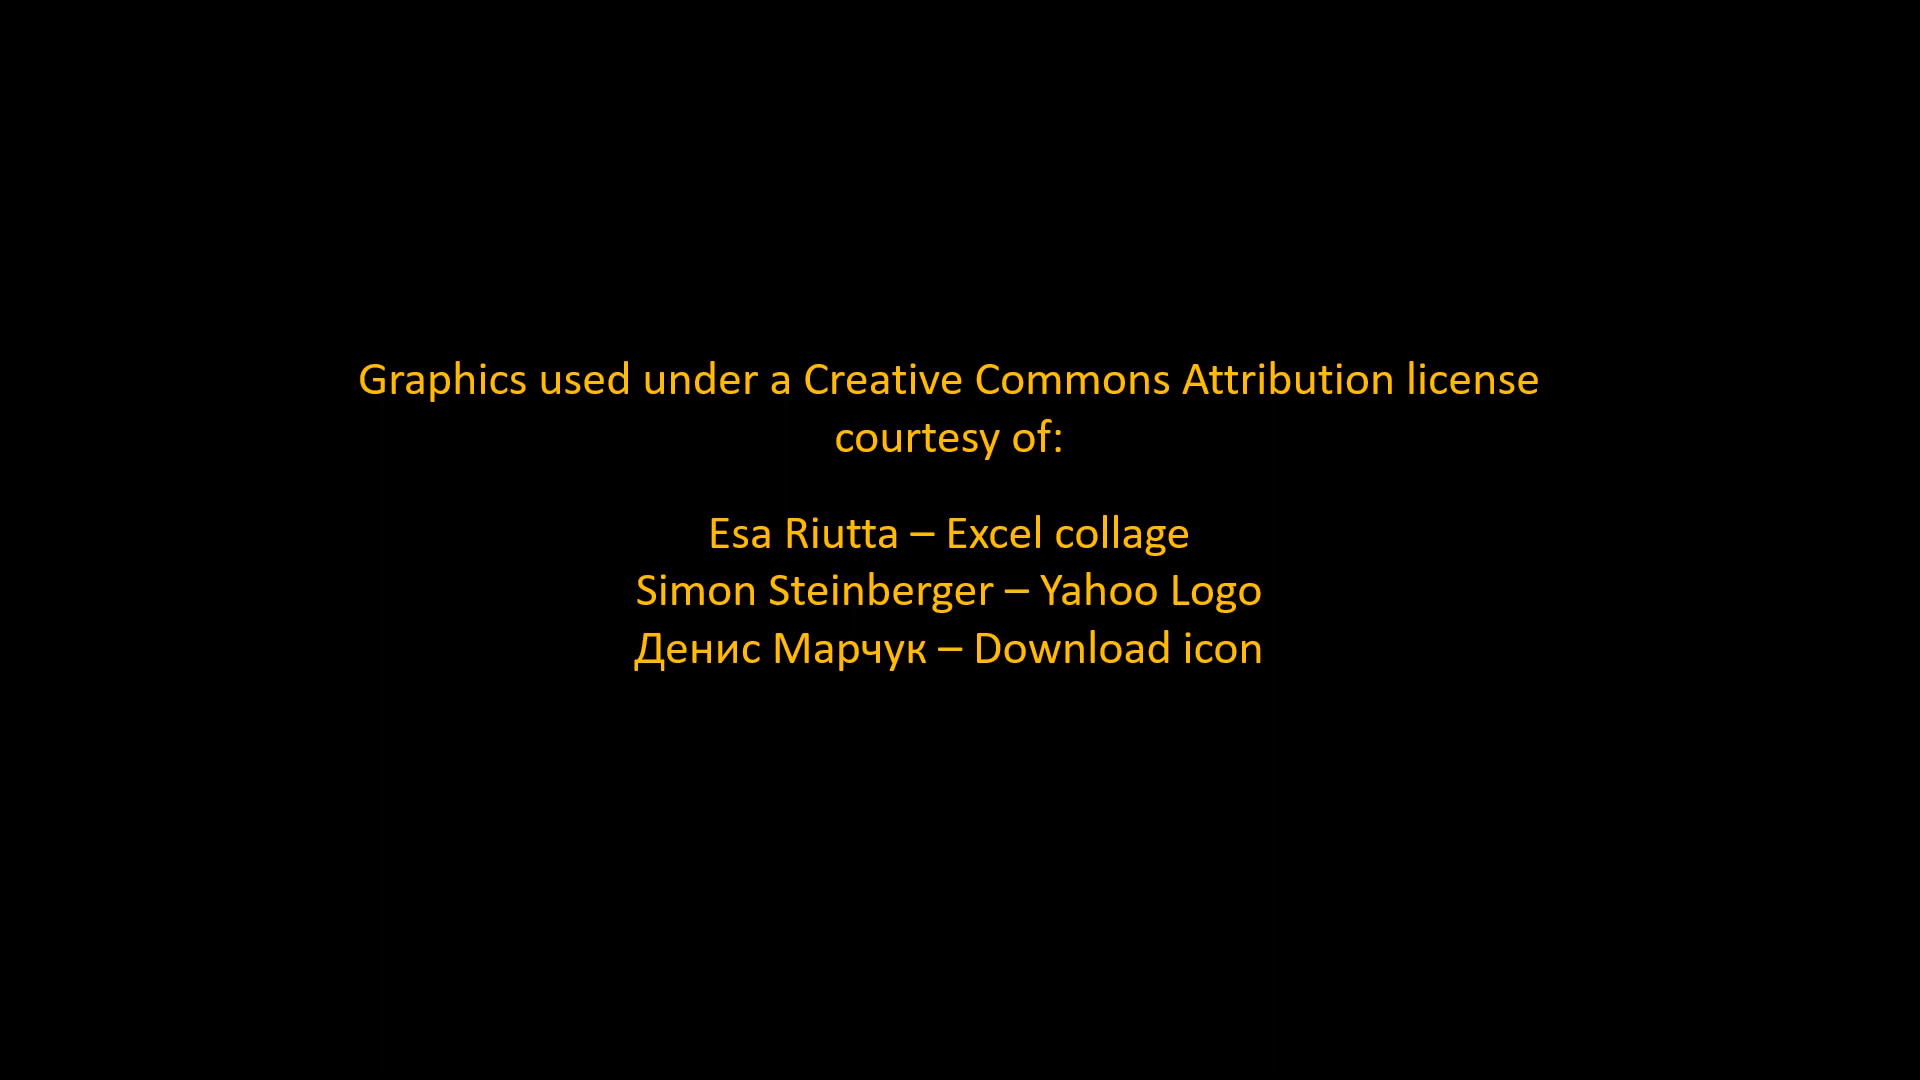 Graphics used under a Creative Commons Attribution license
courtesy of:
Esa Riutta – Excel collage
Simon Steinberger – Yahoo Logo
Денис Марчук – Download icon